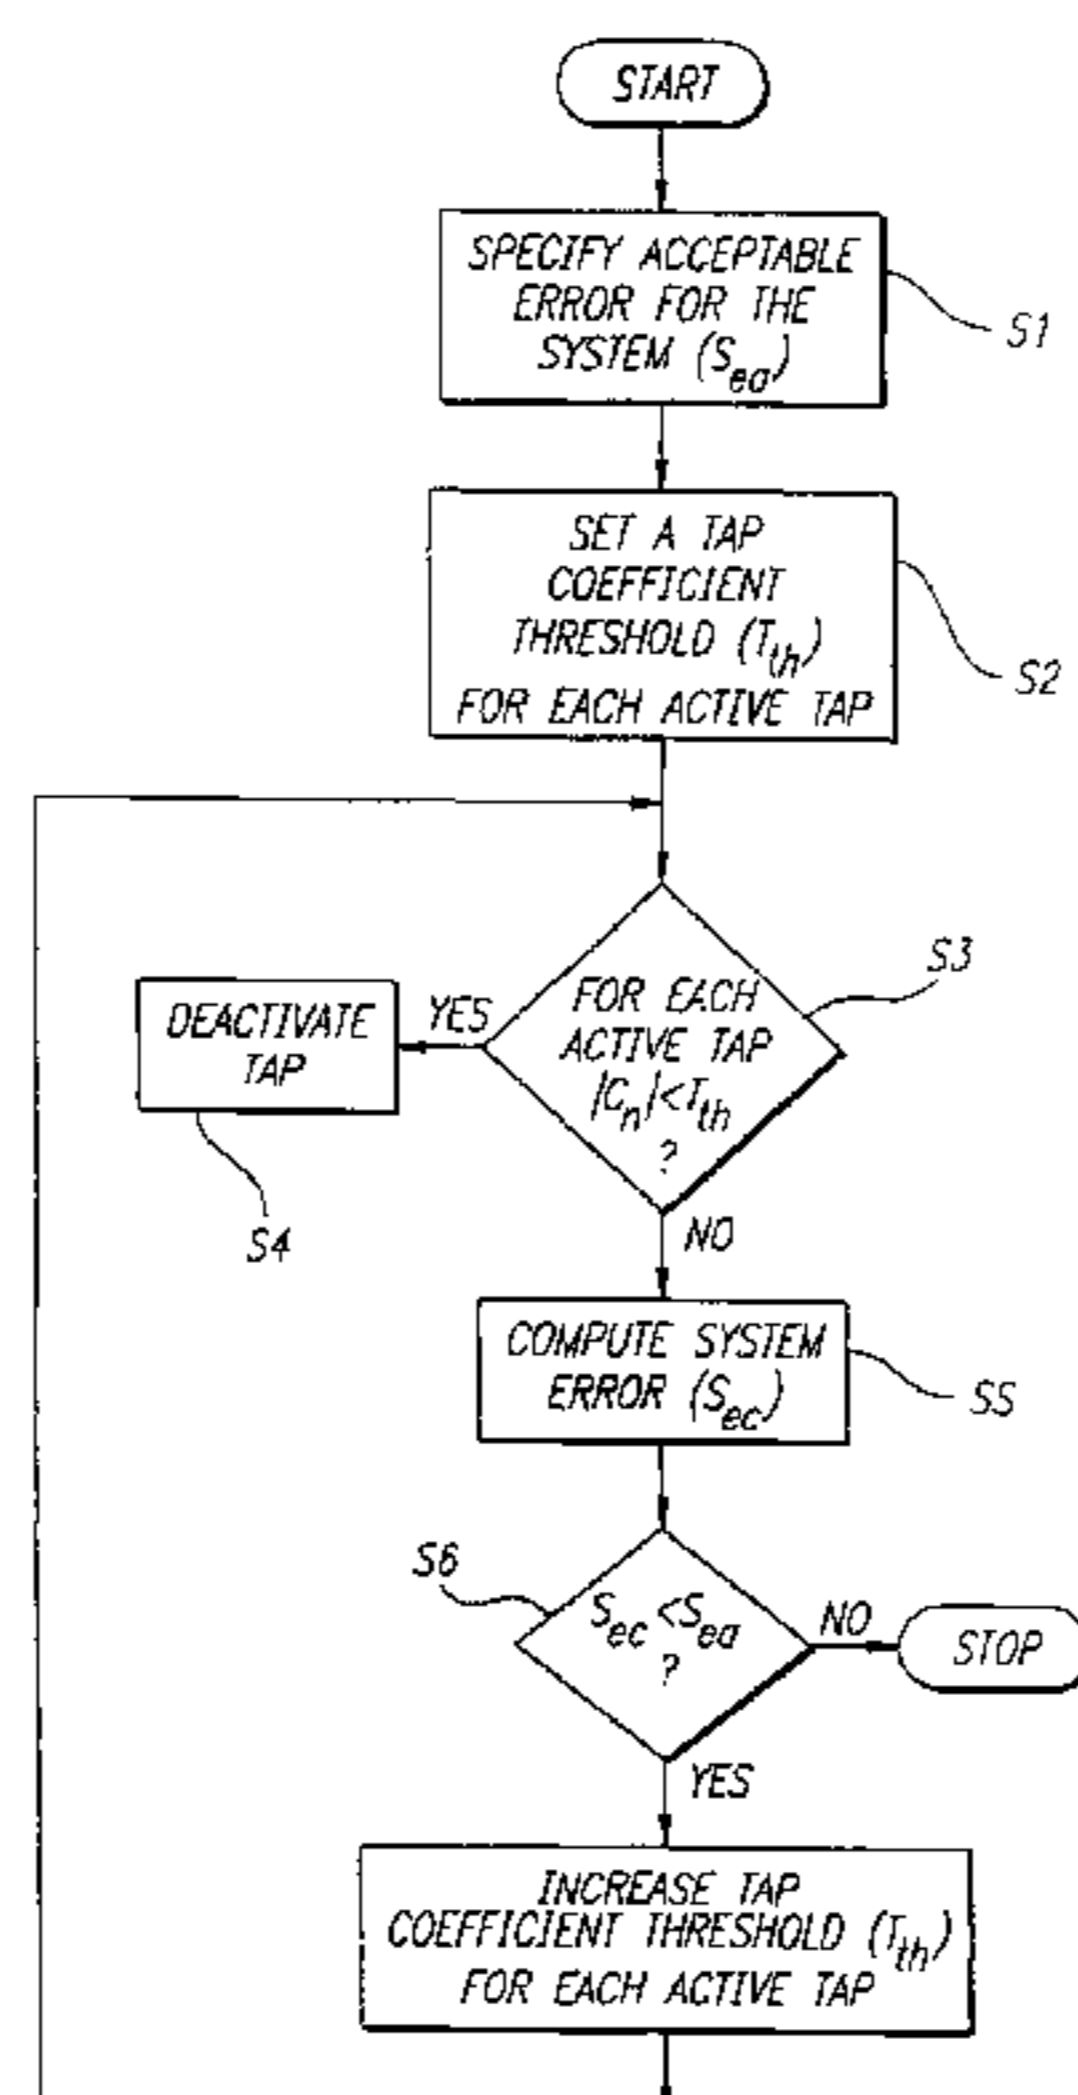 START
SPECIFY ACCEPTABLE
ERROR FOR THE
SYSTEM (Sea)
S1
SET A TAP
COEFFICIENT
THRESHOLD (Tth)
FOR EACH ACTIVE TAP
S2
FOR EACH
ACTIVE TAP
|Cn|<Tth
?
S3
YES
DEACTIVATE
TAP
S4
NO
COMPUTE SYSTEM
ERROR (Sec)
S5
S6
Sec <Sea
?
NO
STOP
YES
INCREASE TAP
COEFFICIENT THRESHOLD (Tth)
FOR EACH ACTIVE TAP